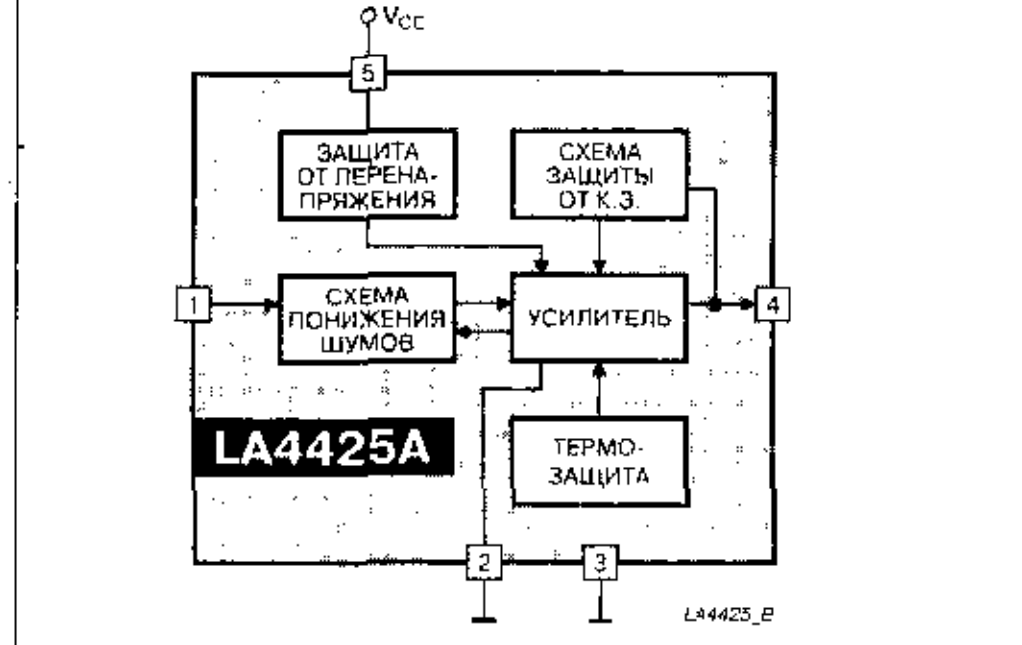 VCC
5
ЗАЩИТА
ОТ ПЕРЕНА-
ПРЯЖЕНИЯ
СХЕМА
ЗАЩИТЫ
ОТ К.З.
1
СХЕМА
ПОНИЖЕНИЯ
ШУМОВ
УСИЛИТЕЛЬ
4
LA4425A
ТЕРМО-
ЗАЩИТА
2
3
LA4425_B